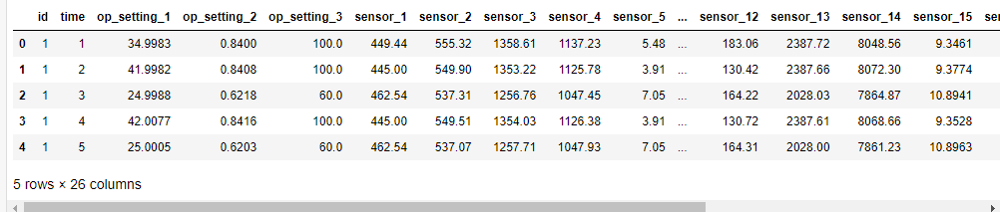 id time op_setting_1 op_setting_2 op_setting_3 sensor_1 sensor_2 sensor_3 sensor_4 sensor_5 ... sensor_12 sensor_13 sensor_14 sensor_15
0 1 1 34.9983 0.8400 100.0 449.44 555.32 1358.61 1137.23 5.48 ... 183.06 2387.72 8048.56 9.3461
1 1 2 41.9982 0.8408 100.0 445.00 549.90 1353.22 1125.78 3.91 ... 130.42 2387.66 8072.30 9.3774
2 1 3 24.9988 0.6218 60.0 462.54 537.31 1256.76 1047.45 7.05 ... 164.22 2028.03 7864.87 10.8941
3 1 4 42.0077 0.8416 100.0 445.00 549.51 1354.03 1126.38 3.91 ... 130.72 2387.61 8068.66 9.3528
4 1 5 25.0005 0.6203 60.0 462.54 537.07 1257.71 1047.93 7.05 ... 164.31 2028.00 7861.23 10.8963
5 rows × 26 columns